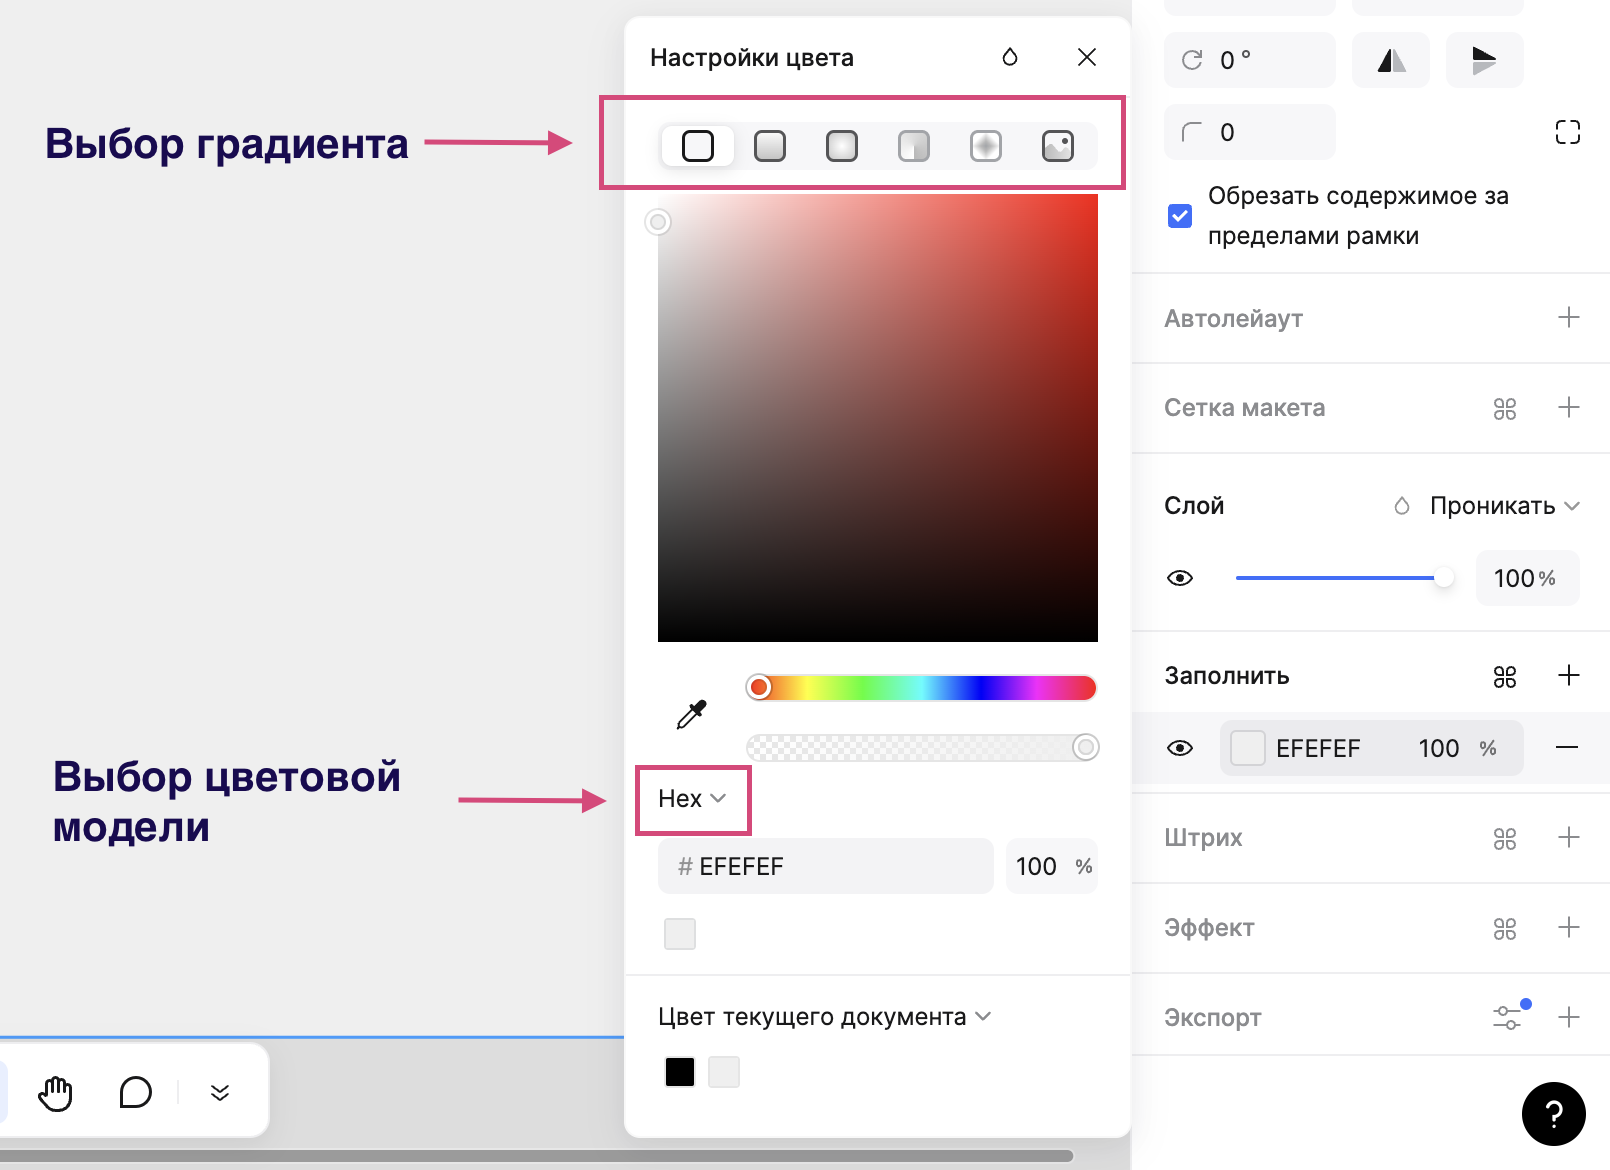 Выбор градиента
Выбор цветовой
модели
Настройки цвета
Hex
# EFEFEF 100 %
Цвет текущего документа
0 °
0
Обрезать содержимое за
пределами рамки
Автолейаут
Сетка макета
Слой Проникать
100 %
Заполнить
EFEFEF 100 %
Штрих
Эффект
Экспорт
?